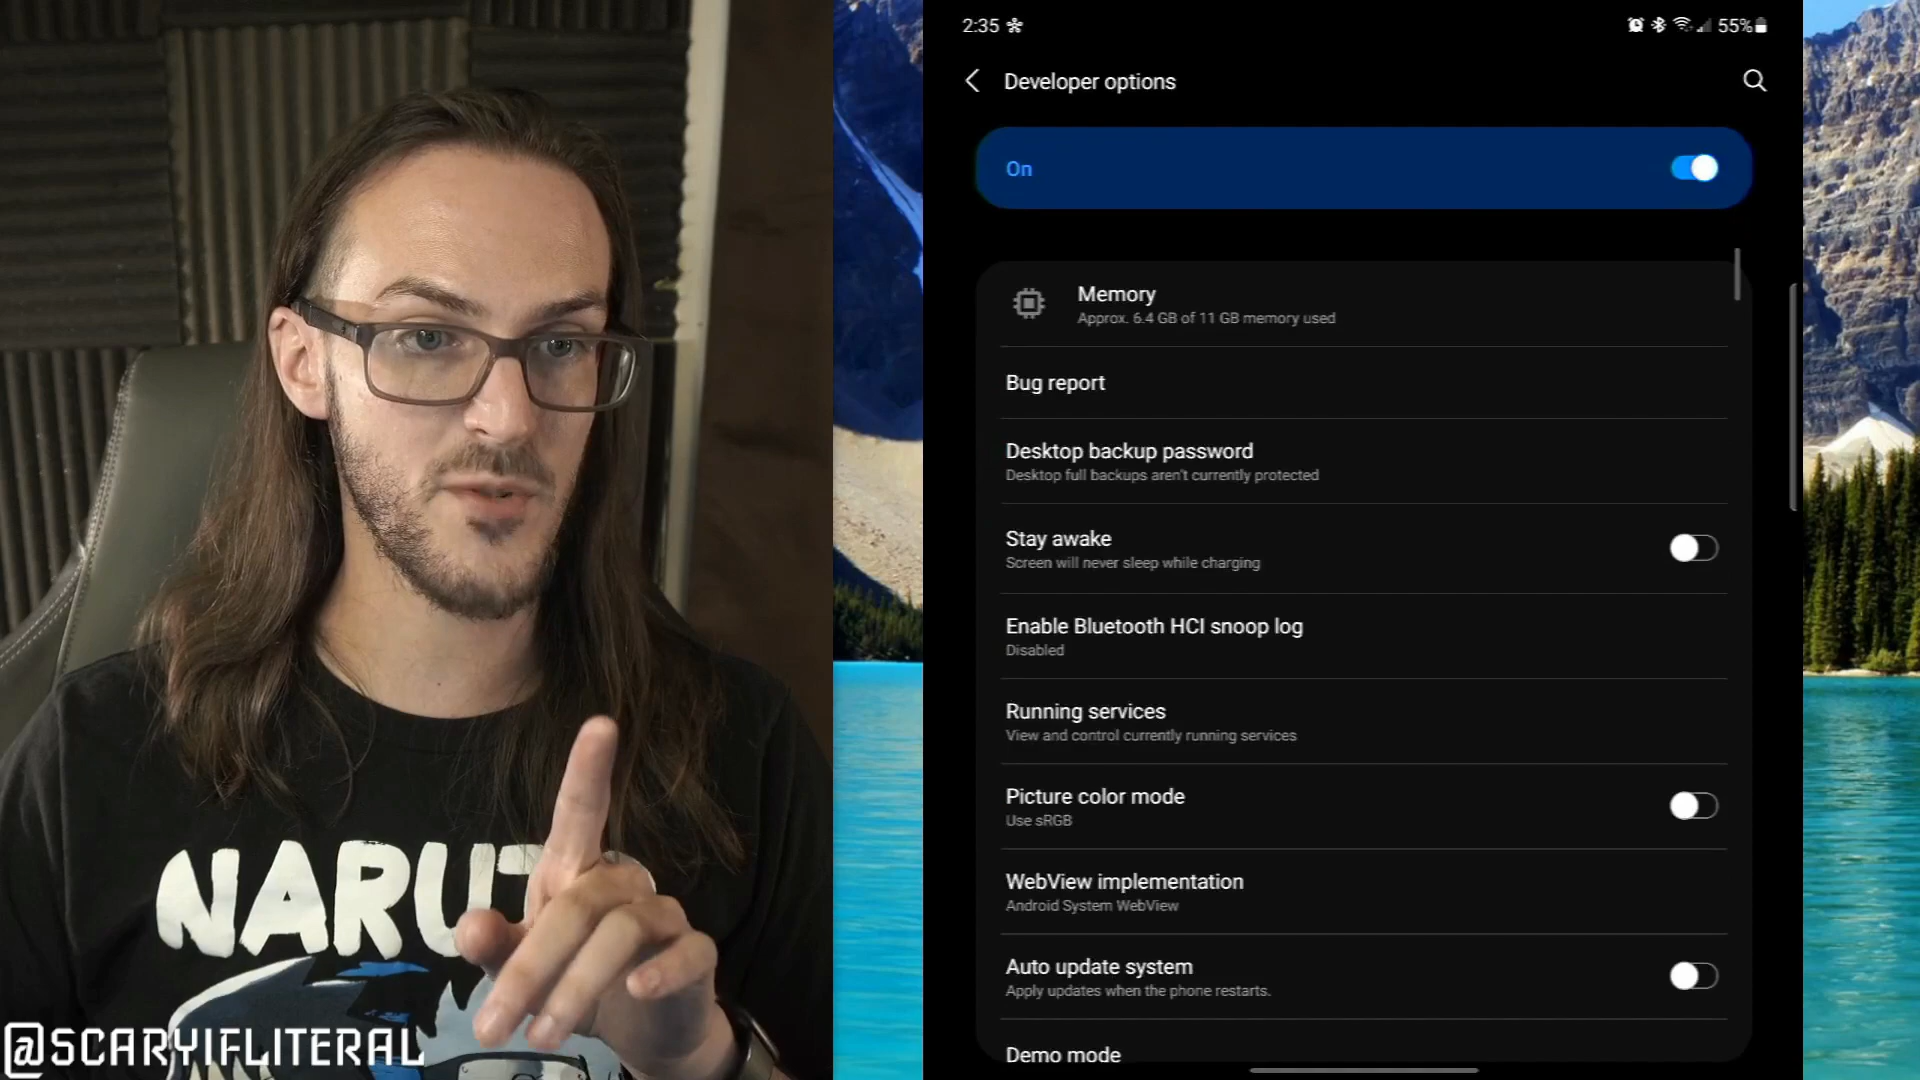 2:35
55%
Developer options
On
Memory
Approx. 6.4 GB of 11 GB memory used
Bug report
Desktop backup password
Desktop full backups aren't currently protected
Stay awake
Screen will never sleep while charging
Enable Bluetooth HCI snoop log
Disabled
Running services
View and control currently running services
Picture color mode
Use sRGB
WebView implementation
Android System WebView
Auto update system
Apply updates when the phone restarts.
Demo mode
NARUTO
@SCARYIFLITERAL